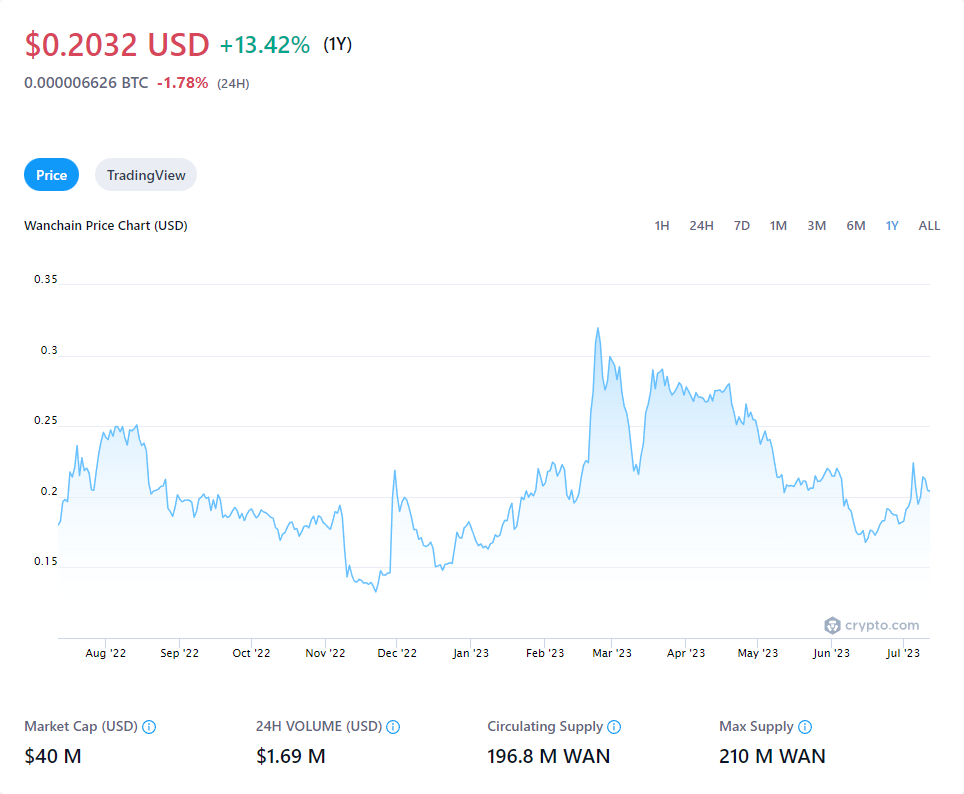 $0.2032 USD +13.42% (1Y)
0.000006626 BTC -1.78% (24H)
Price TradingView
Wanchain Price Chart (USD) 1H 24H 7D 1M 3M 6M 1Y ALL
0.35
0.3
0.25
0.2
0.15
crypto.com
Aug '22 Sep '22 Oct '22 Nov '22 Dec '22 Jan '23 Feb '23 Mar '23 Apr '23 May '23 Jun '23 Jul '23
Market Cap (USD) 24H VOLUME (USD) Circulating Supply Max Supply
$40 M $1.69 M 196.8 M WAN 210 M WAN